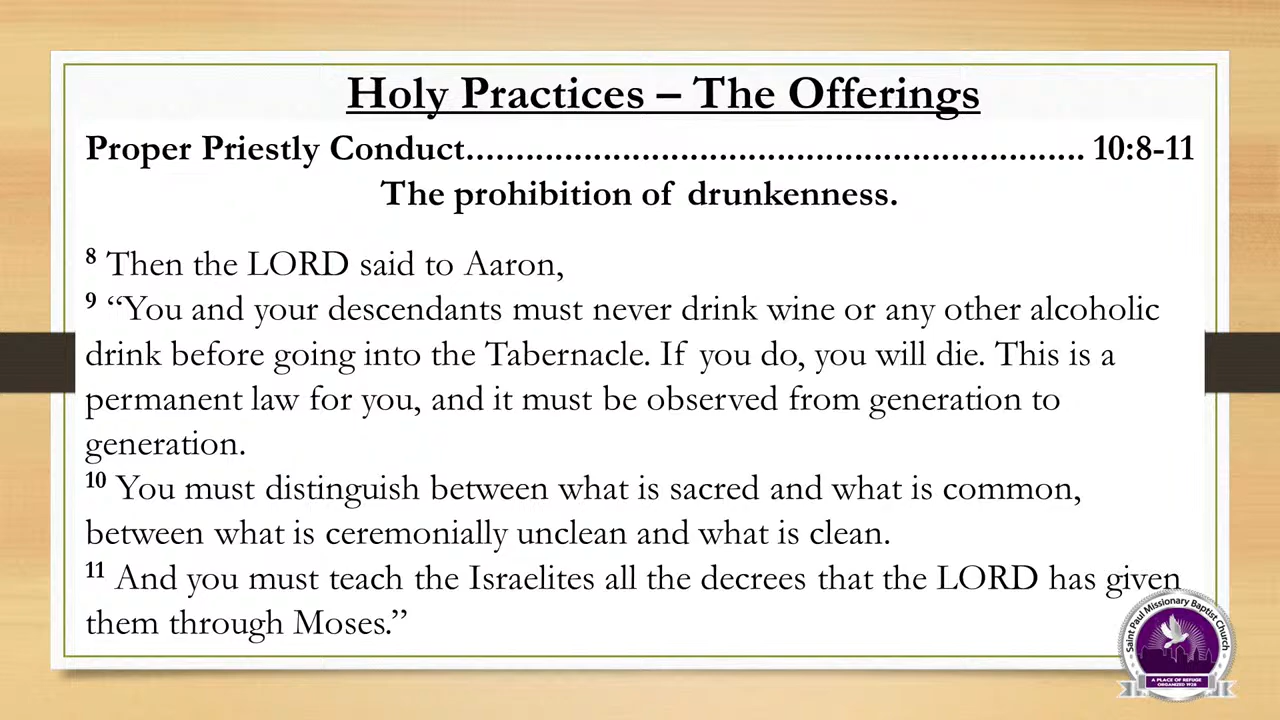 Holy Practices – The Offerings
Proper Priestly Conduct............................................................. 10:8-11
The prohibition of drunkenness.
8 Then the LORD said to Aaron,
9 “You and your descendants must never drink wine or any other alcoholic
drink before going into the Tabernacle. If you do, you will die. This is a
permanent law for you, and it must be observed from generation to
generation.
10 You must distinguish between what is sacred and what is common,
between what is ceremonially unclean and what is clean.
11 And you must teach the Israelites all the decrees that the LORD has given
them through Moses.”
Saint Paul Missionary Baptist Church
A PLACE OF REFUGE
ORGANIZED 1928